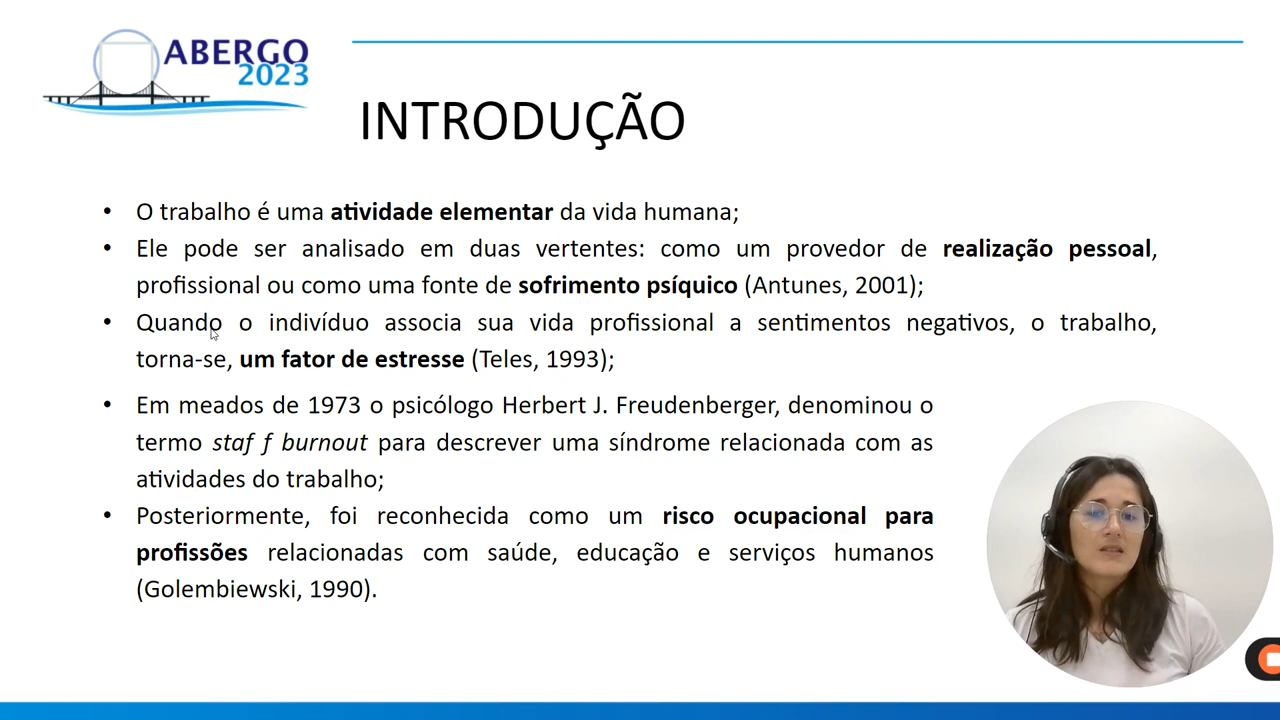 ABERGO
2023
INTRODUÇÃO
• O trabalho é uma atividade elementar da vida humana;
• Ele pode ser analisado em duas vertentes: como um provedor de realização pessoal,
profissional ou como uma fonte de sofrimento psíquico (Antunes, 2001);
• Quando o indivíduo associa sua vida profissional a sentimentos negativos, o trabalho,
torna-se, um fator de estresse (Teles, 1993);
• Em meados de 1973 o psicólogo Herbert J. Freudenberger, denominou o
termo staf f burnout para descrever uma síndrome relacionada com as
atividades do trabalho;
• Posteriormente, foi reconhecida como um risco ocupacional para
profissões relacionadas com saúde, educação e serviços humanos
(Golembiewski, 1990).